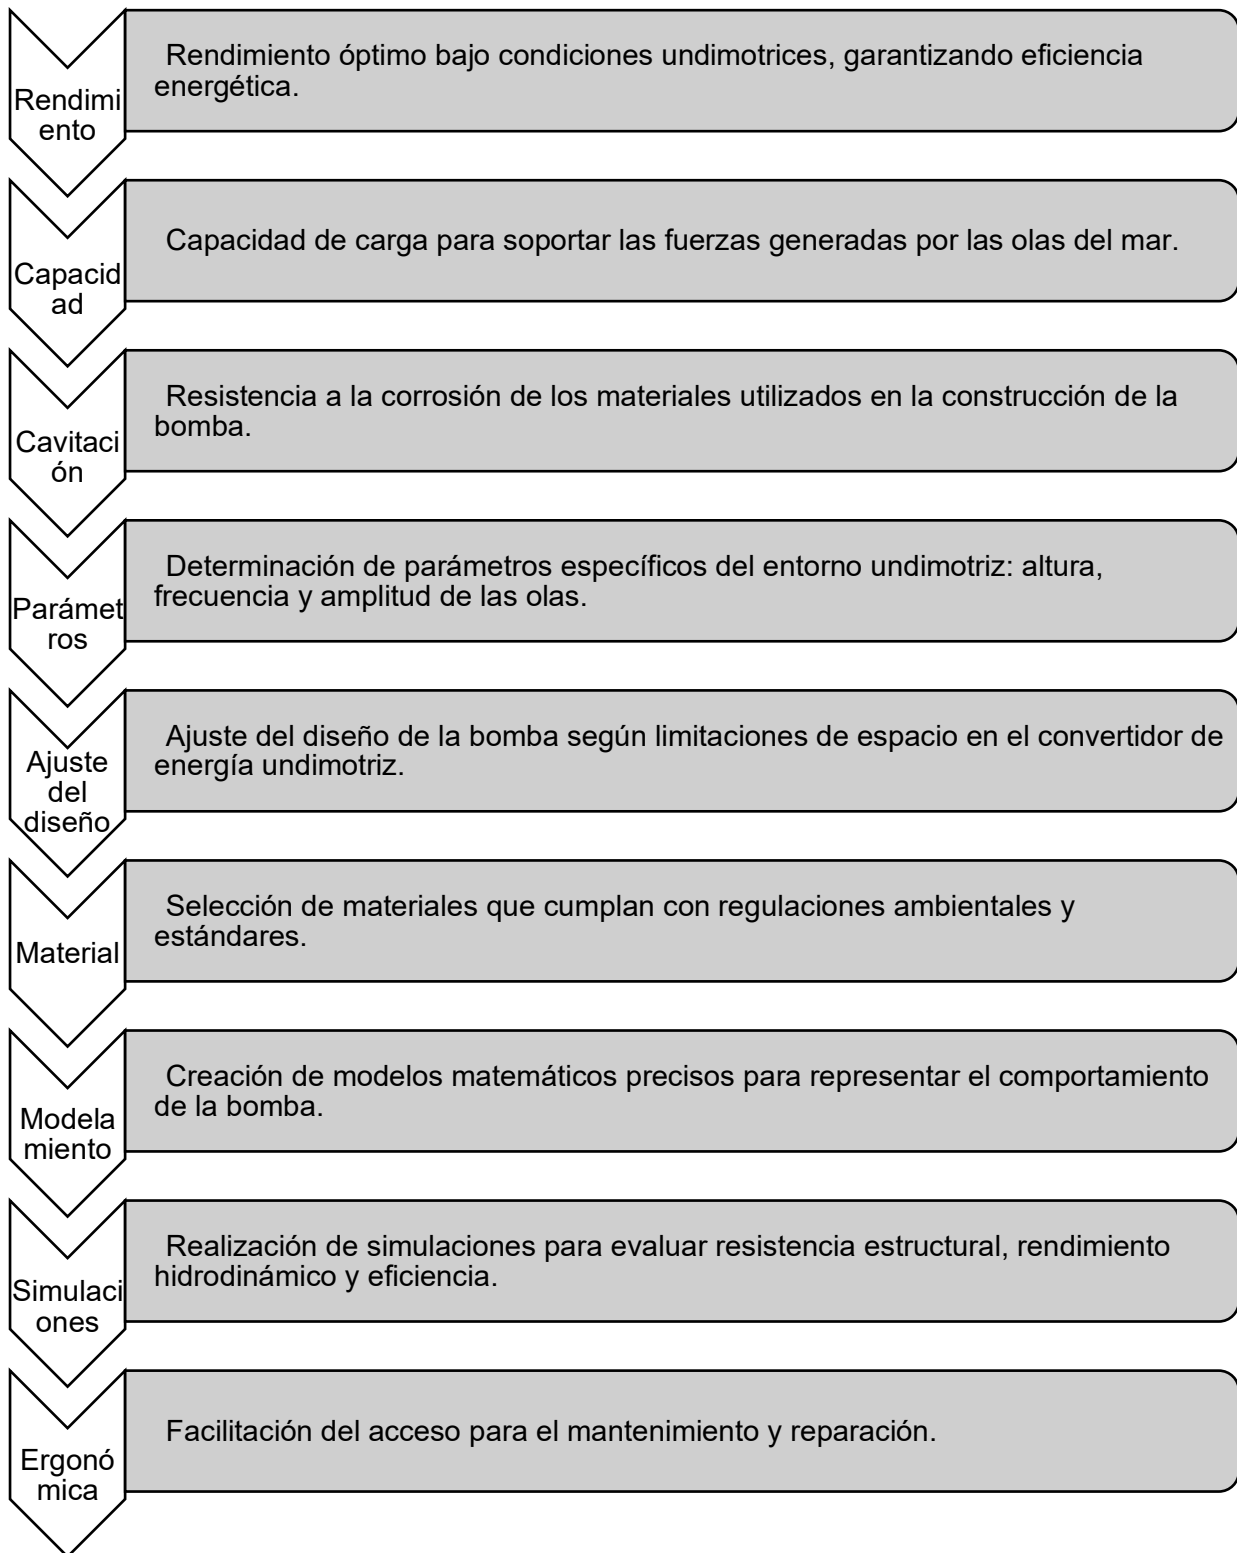 Rendimi
ento
Rendimiento óptimo bajo condiciones undimotrices, garantizando eficiencia
energética.
Capacid
ad
Capacidad de carga para soportar las fuerzas generadas por las olas del mar.
Cavitaci
ón
Resistencia a la corrosión de los materiales utilizados en la construcción de la
bomba.
Parámet
ros
Determinación de parámetros específicos del entorno undimotriz: altura,
frecuencia y amplitud de las olas.
Ajuste
del
diseño
Ajuste del diseño de la bomba según limitaciones de espacio en el convertidor de
energía undimotriz.
Material
Selección de materiales que cumplan con regulaciones ambientales y
estándares.
Modela
miento
Creación de modelos matemáticos precisos para representar el comportamiento
de la bomba.
Simulaci
ones
Realización de simulaciones para evaluar resistencia estructural, rendimiento
hidrodinámico y eficiencia.
Ergonó
mica
Facilitación del acceso para el mantenimiento y reparación.